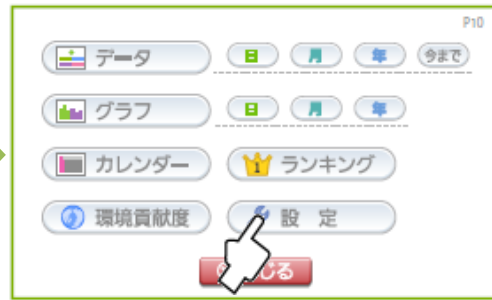 P10
データ 日 月 年 今まで
グラフ 日 月 年
カレンダー 1 ランキング
環境貢献度 設 定
じる